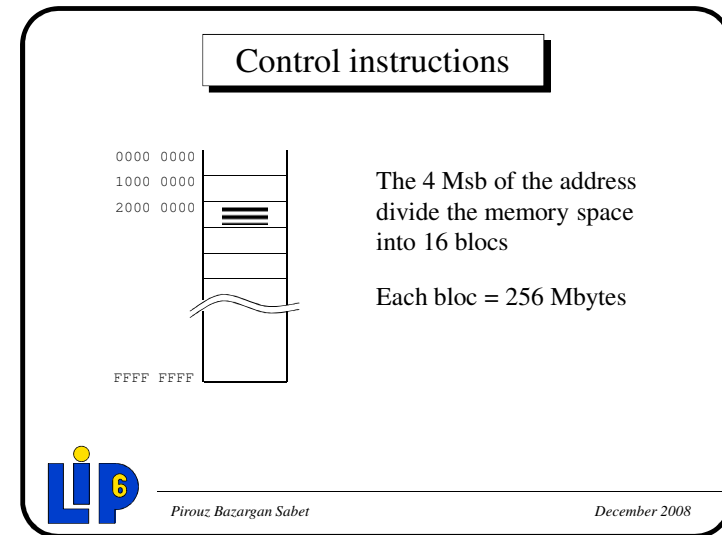 Control instructions
0000 0000
1000 0000
2000 0000
The 4 Msb of the address
divide the memory space
into 16 blocs
Each bloc = 256 Mbytes
FFFF FFFF
LIP6
Pirouz Bazargan Sabet
December 2008